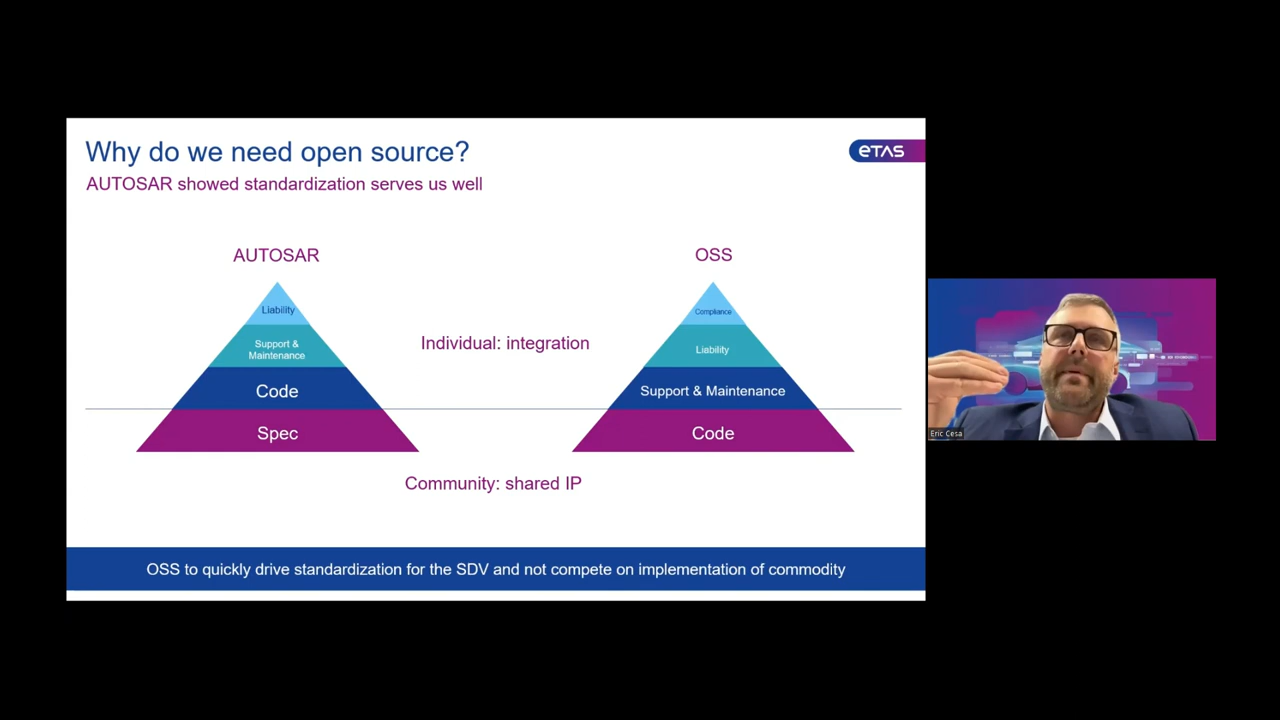 Why do we need open source?
eTAS
AUTOSAR showed standardization serves us well
AUTOSAR
OSS
Liability
Support &
Maintenance
Code
Spec
Individual: integration
Compliance
Liability
Support & Maintenance
Code
Community: shared IP
OSS to quickly drive standardization for the SDV and not compete on implementation of commodity
Eric Cesa